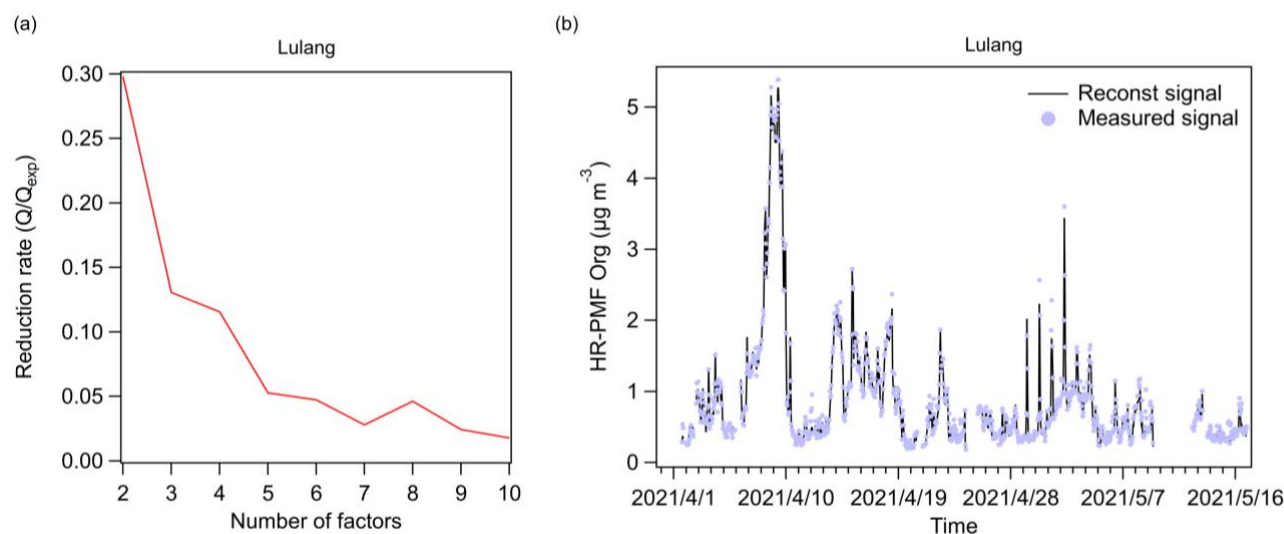 (a)
Lulang
Reduction rate (Q/Qexp)
0.30
0.25
0.20
0.15
0.10
0.05
0.00
2 3 4 5 6 7 8 9 10
Number of factors
(b)
Lulang
Reconst signal
Measured signal
HR-PMF Org (µg m⁻³)
5
4
3
2
1
0
2021/4/1 2021/4/10 2021/4/19 2021/4/28 2021/5/7 2021/5/16
Time